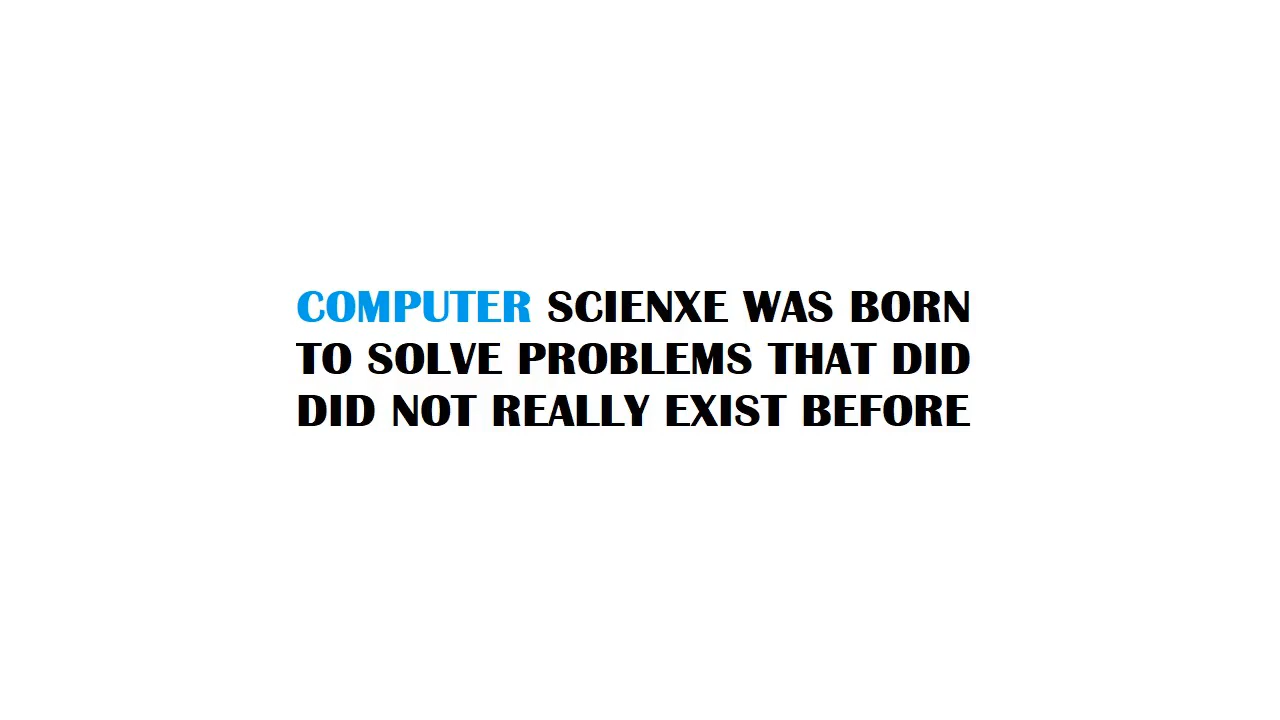 COMPUTER SCIENXE WAS BORN
TO SOLVE PROBLEMS THAT DID
DID NOT REALLY EXIST BEFORE